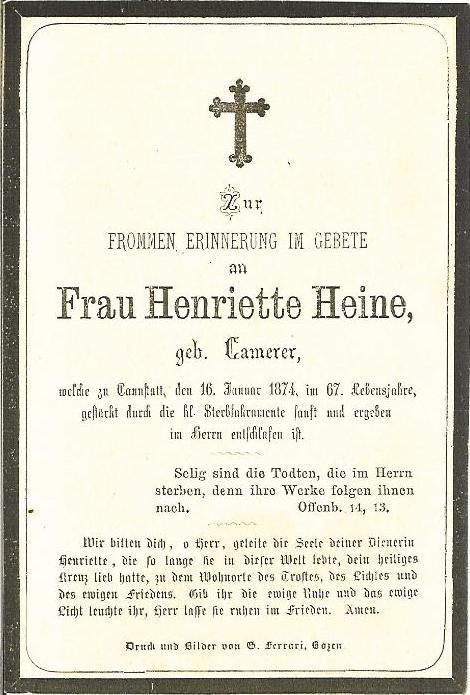 Zur
FROMMEN ERINNERUNG IM GEBETE
an
Frau Henriette Heine,
geb. Camerer,
welche zu Cannstatt, den 16. Januar 1874, im 67. Lebensjahre,
gestärkt durch die hl. Sterbsakramente sanft und ergeben
im Herrn entschlafen ist.
Selig sind die Todten, die im Herrn
sterben, denn ihre Werke folgen ihnen
nach. Offenb. 14, 13.
Wir bitten dich, o Herr, geleite die Seele deiner Dienerin
Henriette, die so lange sie in dieser Welt lebte, dein heiliges
Kreuz lieb hatte, zu dem Wohnorte des Trostes, des Lichtes und
des ewigen Friedens. Gib ihr die ewige Ruhe und das ewige
Licht leuchte ihr, Herr lasse sie ruhen im Frieden. Amen.
Druck und Bilder von G. Ferrari, Bozen.